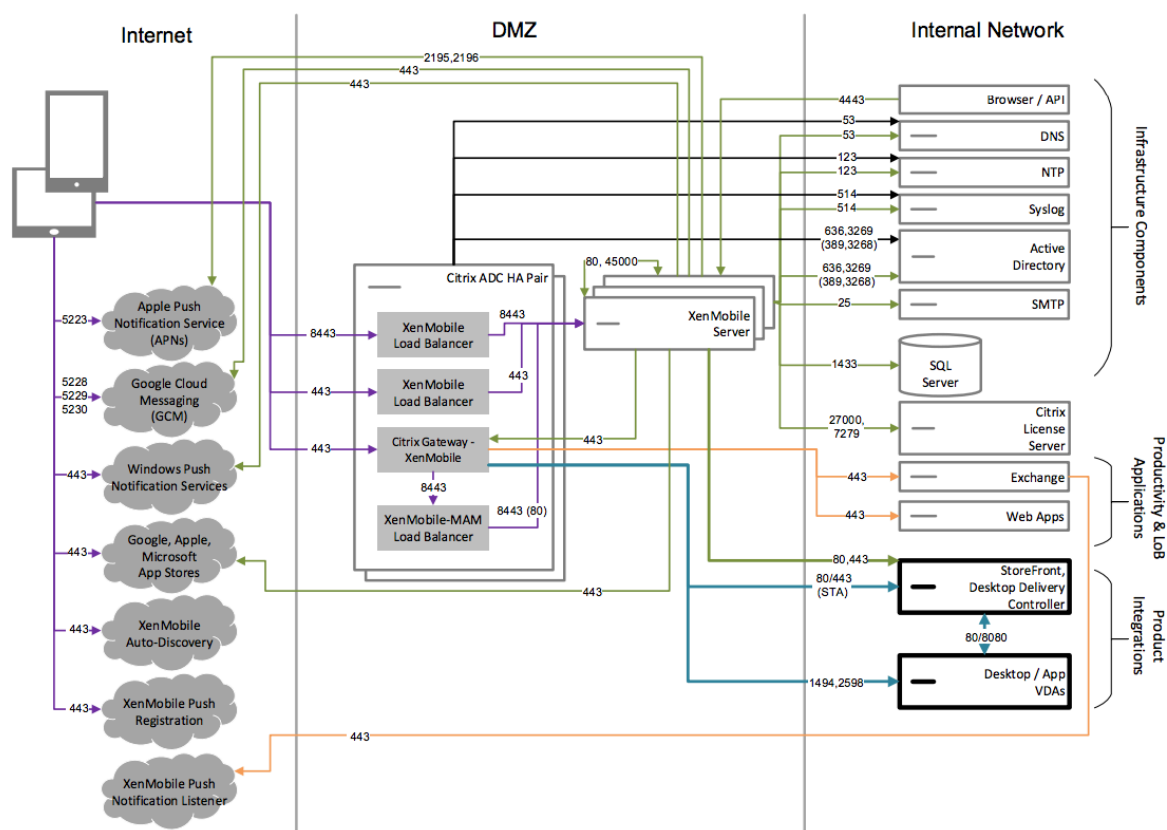 Internet
DMZ
Internal Network
2195,2196
443
443
4443
Browser / API
53
53
DNS
123
123
NTP
514
514
Syslog
636,3269
(389,3268)
636,3269
(389,3268)
Active
Directory
25
SMTP
1433
SQL
Server
27000,
7279
Citrix
License
Server
Infrastructure Components
Citrix ADC HA Pair
80, 45000
XenMobile
Server
8443
XenMobile
Load Balancer
8443
443
XenMobile
Load Balancer
443
443
Citrix Gateway -
XenMobile
443
8443
XenMobile-MAM
Load Balancer
8443 (80)
5223
Apple Push
Notification Service
(APNs)
5228
5229
5230
Google Cloud
Messaging
(GCM)
443
Windows Push
Notification Services
443
Google, Apple,
Microsoft
App Stores
443
443
XenMobile
Auto-Discovery
443
XenMobile Push
Registration
XenMobile Push
Notification Listener
443
443
Exchange
443
Web Apps
Productivity & LoB
Applications
80,443
80/443
(STA)
StoreFront,
Desktop Delivery
Controller
80/8080
1494,2598
Desktop / App
VDAs
Product
Integrations